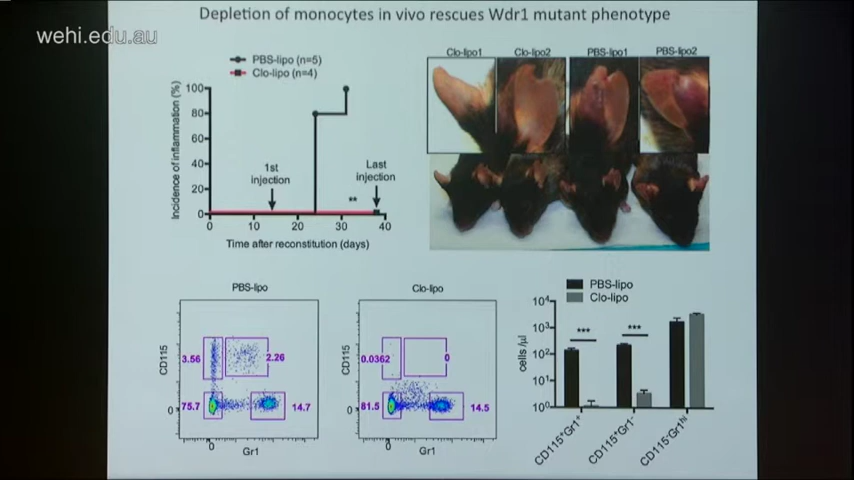 Depletion of monocytes in vivo rescues Wdr1 mutant phenotype
wehi.edu.au
PBS-lipo (n=5)
Clo-lipo (n=4)
Incidence of inflammation (%)
100
80
60
40
20
0
1st
injection
Last
injection
**
0 10 20 30 40
Time after reconstitution (days)
Clo-lipo1 Clo-lipo2 PBS-lipo1 PBS-lipo2
PBS-lipo
CD115
3.56 2.26
75.7 14.7
0
0
Gr1
Clo-lipo
CD115
0.0362 0
81.5 14.5
0
0
Gr1
PBS-lipo
Clo-lipo
cells /µl
10⁴
10³
10²
10¹
10⁰
*** ***
CD115⁺Gr1⁺
CD115⁺Gr1⁻
CD115⁻Gr1ʰⁱ